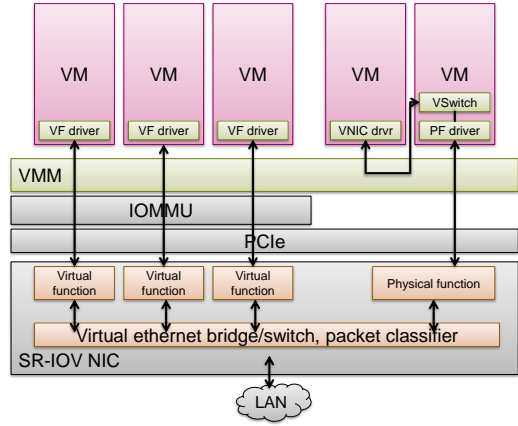 VM
VM
VM
VM
VM
VSwitch
VF driver
VF driver
VF driver
VNIC drvr
PF driver
VMM
IOMMU
PCIe
Virtual
function
Virtual
function
Virtual
function
Physical function
Virtual ethernet bridge/switch, packet classifier
SR-IOV NIC
LAN